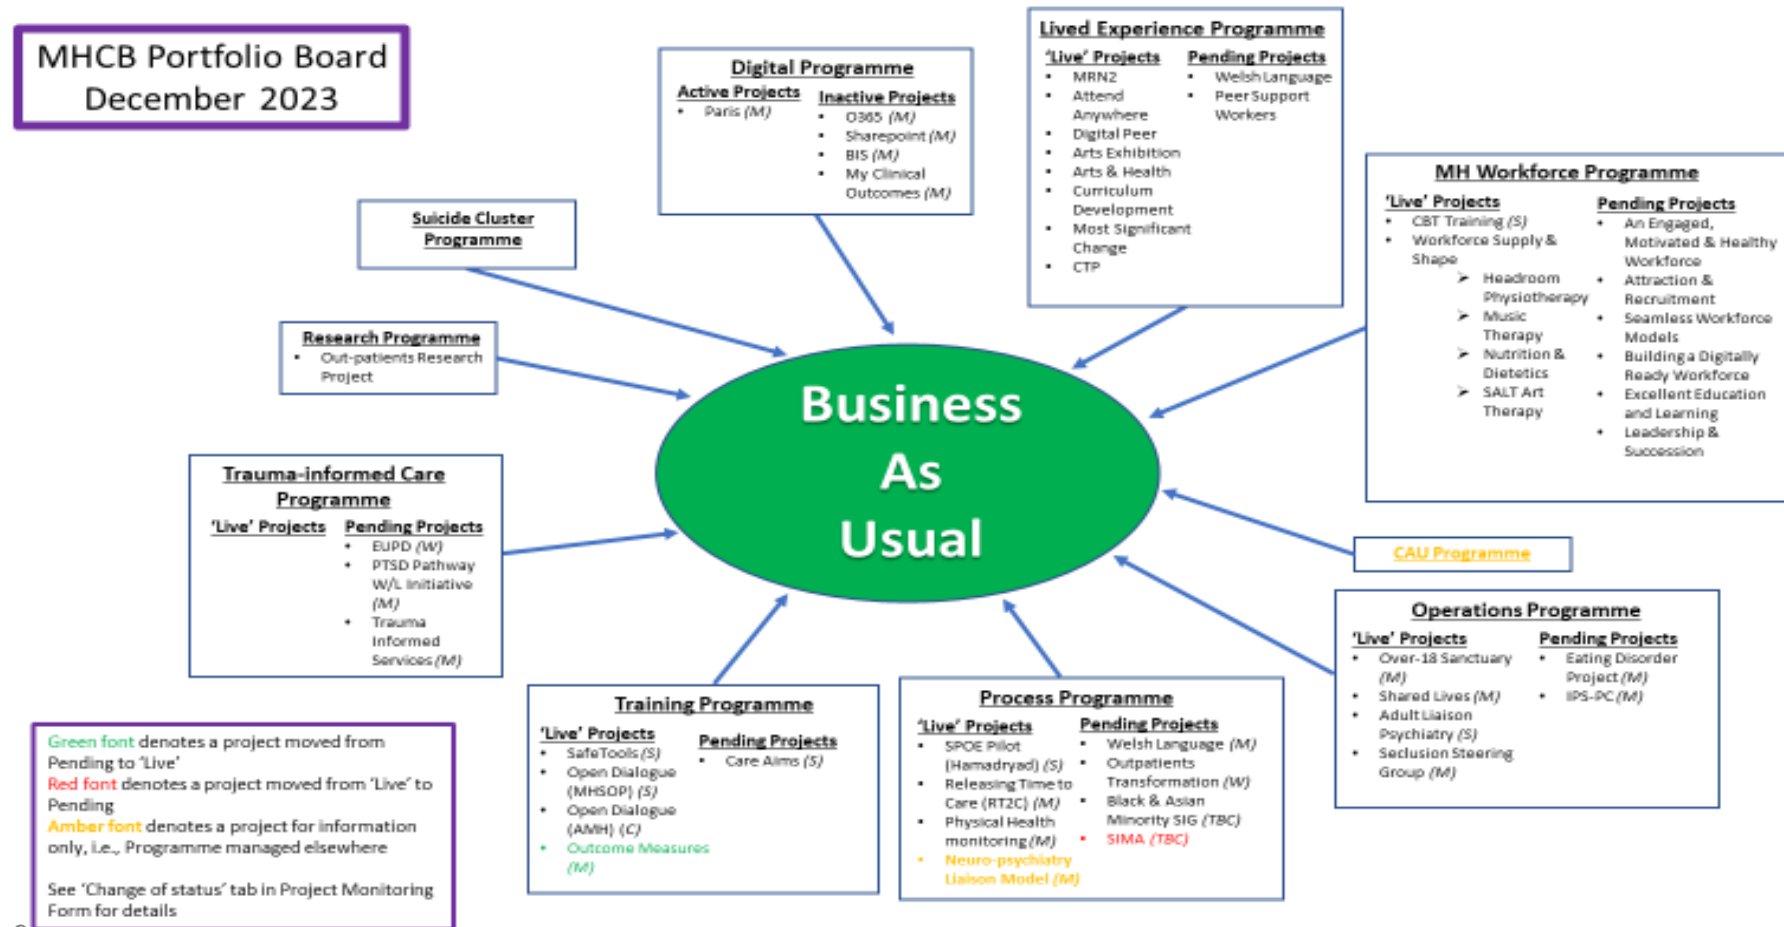 MHCB Portfolio Board
December 2023
Digital Programme
Active Projects
• Paris (M)
Inactive Projects
• O365 (M)
• Sharepoint (M)
• BIS (M)
• My Clinical
Outcomes (M)
Lived Experience Programme
'Live' Projects
• MRN2
• Attend
Anywhere
• Digital Peer
• Arts Exhibition
• Arts & Health
• Curriculum
Development
• Most Significant
Change
• CTP
Pending Projects
• Welsh Language
• Peer Support
Workers
MH Workforce Programme
'Live' Projects
• CBT Training (S)
• Workforce Supply &
Shape
➢ Headroom
Physiotherapy
➢ Music
Therapy
➢ Nutrition &
Dietetics
➢ SALT Art
Therapy
Pending Projects
• An Engaged,
Motivated & Healthy
Workforce
• Attraction &
Recruitment
• Seamless Workforce
Models
• Building a Digitally
Ready Workforce
• Excellent Education
and Learning
• Leadership &
Succession
Suicide Cluster
Programme
Research Programme
• Out-patients Research
Project
Business
As
Usual
Trauma-informed Care
Programme
'Live' Projects
Pending Projects
• EUPD (W)
• PTSD Pathway
W/L Initiative
(M)
• Trauma
Informed
Services (M)
CAU Programme
Operations Programme
'Live' Projects
• Over-18 Sanctuary
(M)
• Shared Lives (M)
• Adult Liaison
Psychiatry (S)
• Seclusion Steering
Group (M)
Pending Projects
• Eating Disorder
Project (M)
• IPS-PC (M)
Training Programme
'Live' Projects
• SafeTools (S)
• Open Dialogue
(MHSOP) (S)
• Open Dialogue
(AMH) (C)
• Outcome Measures
(M)
Pending Projects
• Care Aims (S)
Process Programme
'Live' Projects
• SPOE Pilot
(Hamadryad) (S)
• Releasing Time to
Care (RT2C) (M)
• Physical Health
monitoring (M)
• Neuro-psychiatry
Liaison Model (M)
Pending Projects
• Welsh Language (M)
• Outpatients
Transformation (W)
• Black & Asian
Minority SIG (TBC)
• SIMA (TBC)
Green font denotes a project moved from
Pending to 'Live'
Red font denotes a project moved from 'Live' to
Pending
Amber font denotes a project for information
only, i.e., Programme managed elsewhere
See 'Change of status' tab in Project Monitoring
Form for details